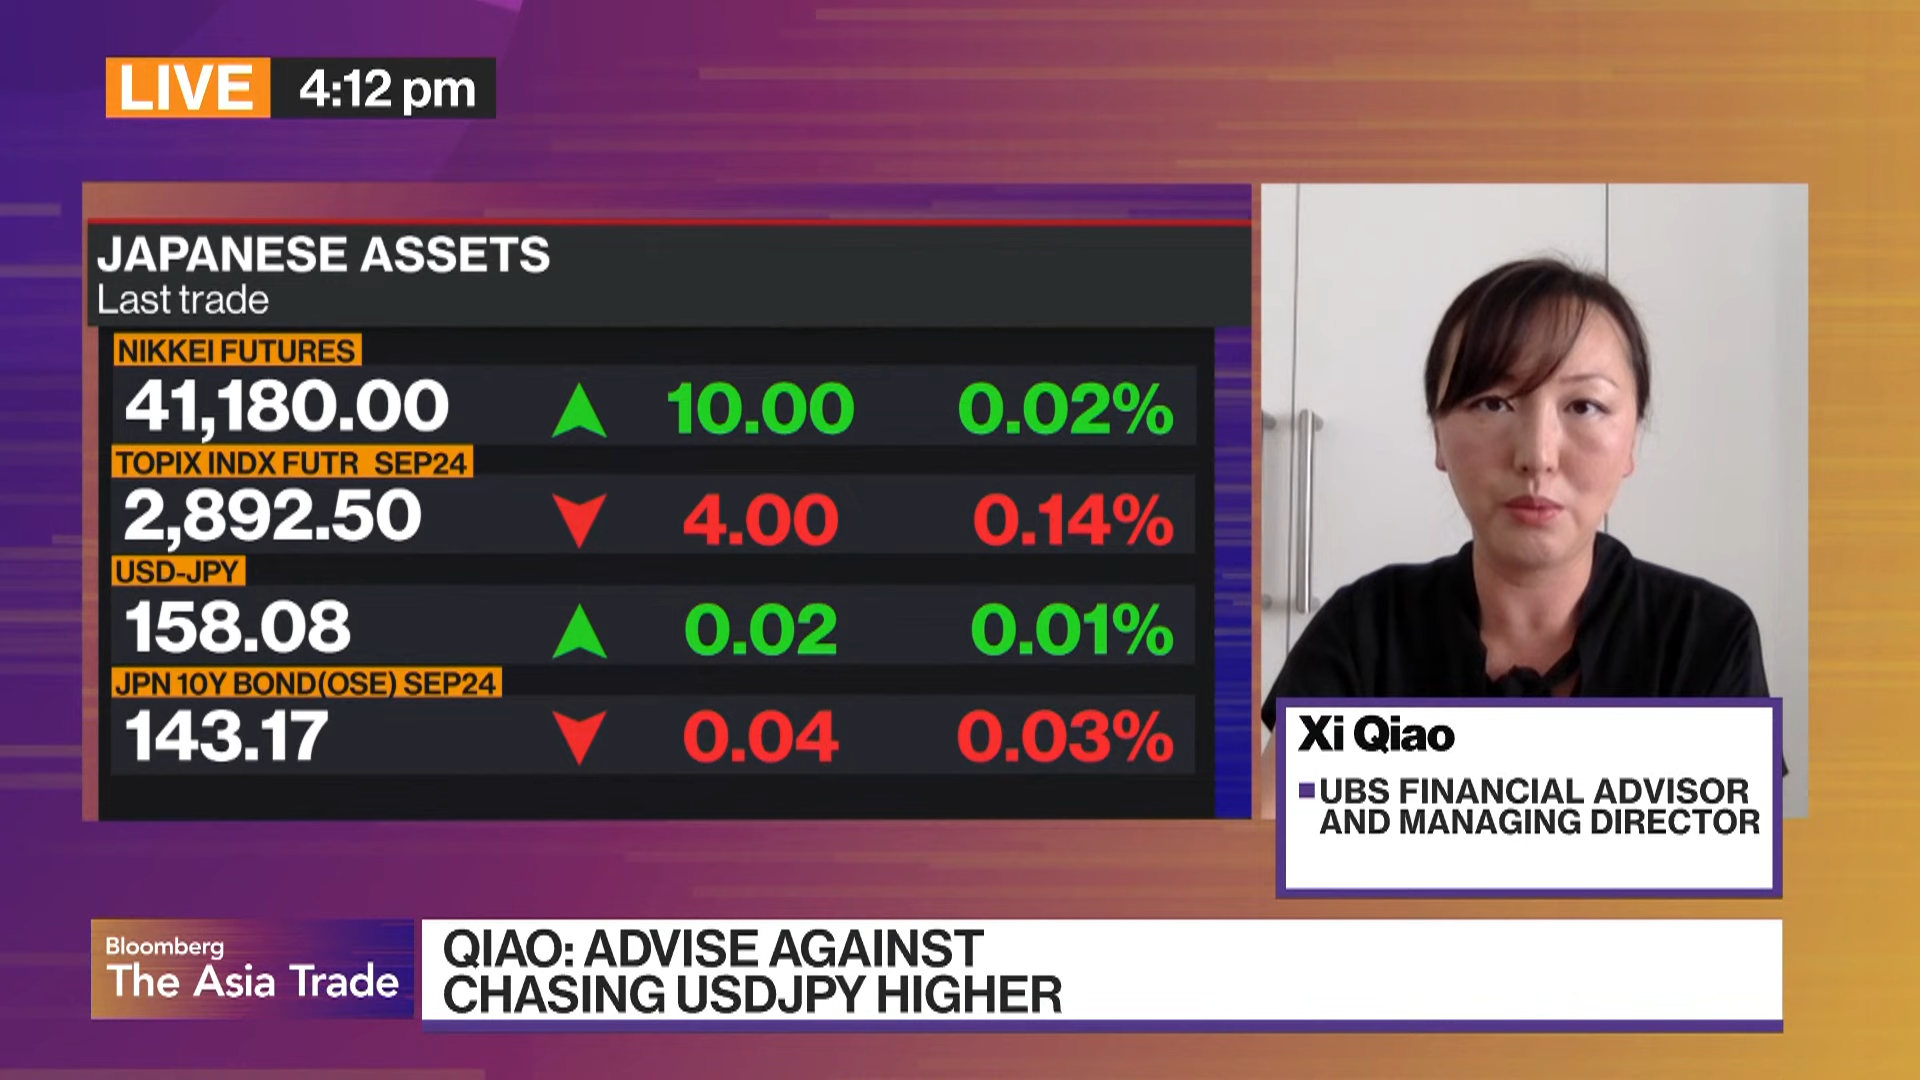 LIVE 4:12 pm
JAPANESE ASSETS
Last trade
NIKKEI FUTURES
41,180.00 10.00 0.02%
TOPIX INDX FUTR SEP24
2,892.50 4.00 0.14%
USD-JPY
158.08 0.02 0.01%
JPN 10Y BOND(OSE) SEP24
143.17 0.04 0.03%
Xi Qiao
UBS FINANCIAL ADVISOR
AND MANAGING DIRECTOR
Bloomberg
The Asia Trade
QIAO: ADVISE AGAINST
CHASING USDJPY HIGHER